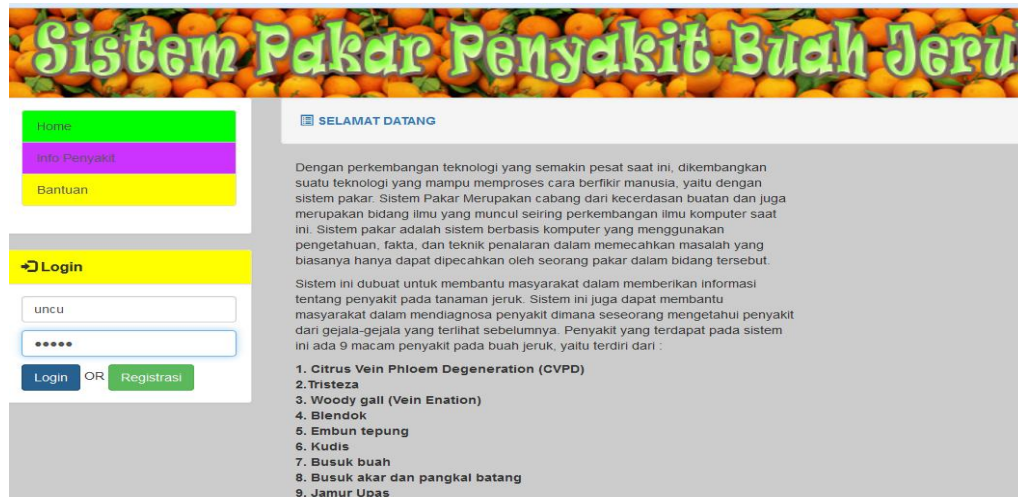 Sistem Pakar Penyakit Buah Jeru
Home
Info Penyakit
Bantuan
Login
uncu
•••••
Login OR Registrasi
SELAMAT DATANG
Dengan perkembangan teknologi yang semakin pesat saat ini, dikembangkan
suatu teknologi yang mampu memproses cara berfikir manusia, yaitu dengan
sistem pakar. Sistem Pakar Merupakan cabang dari kecerdasan buatan dan juga
merupakan bidang ilmu yang muncul seiring perkembangan ilmu komputer saat
ini. Sistem pakar adalah sistem berbasis komputer yang menggunakan
pengetahuan, fakta, dan teknik penalaran dalam memecahkan masalah yang
biasanya hanya dapat dipecahkan oleh seorang pakar dalam bidang tersebut.
Sistem ini dubuat untuk membantu masyarakat dalam memberikan informasi
tentang penyakit pada tanaman jeruk. Sistem ini juga dapat membantu
masyarakat dalam mendiagnosa penyakit dimana seseorang mengetahui penyakit
dari gejala-gejala yang terlihat sebelumnya. Penyakit yang terdapat pada sistem
ini ada 9 macam penyakit pada buah jeruk, yaitu terdiri dari :
1. Citrus Vein Phloem Degeneration (CVPD)
2.Tristeza
3. Woody gall (Vein Enation)
4. Blendok
5. Embun tepung
6. Kudis
7. Busuk buah
8. Busuk akar dan pangkal batang
9. Jamur Upas